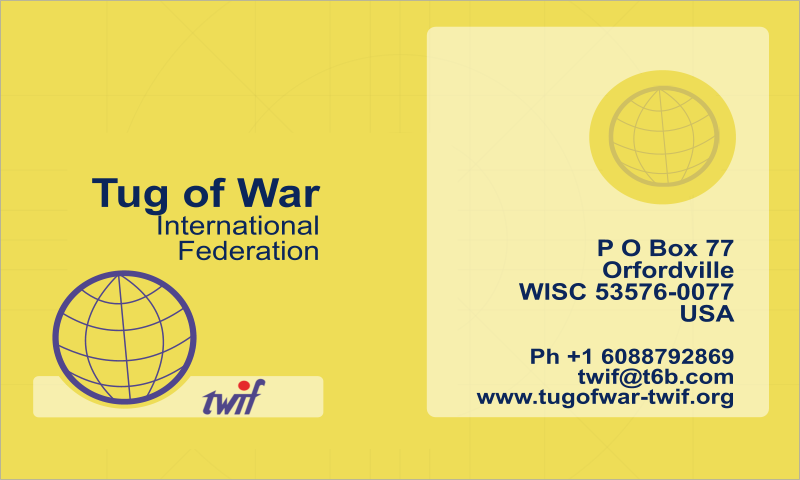 Tug of War
International
Federation
twif
P O Box 77
Orfordville
WISC 53576-0077
USA
Ph +1 6088792869
twif@t6b.com
www.tugofwar-twif.org